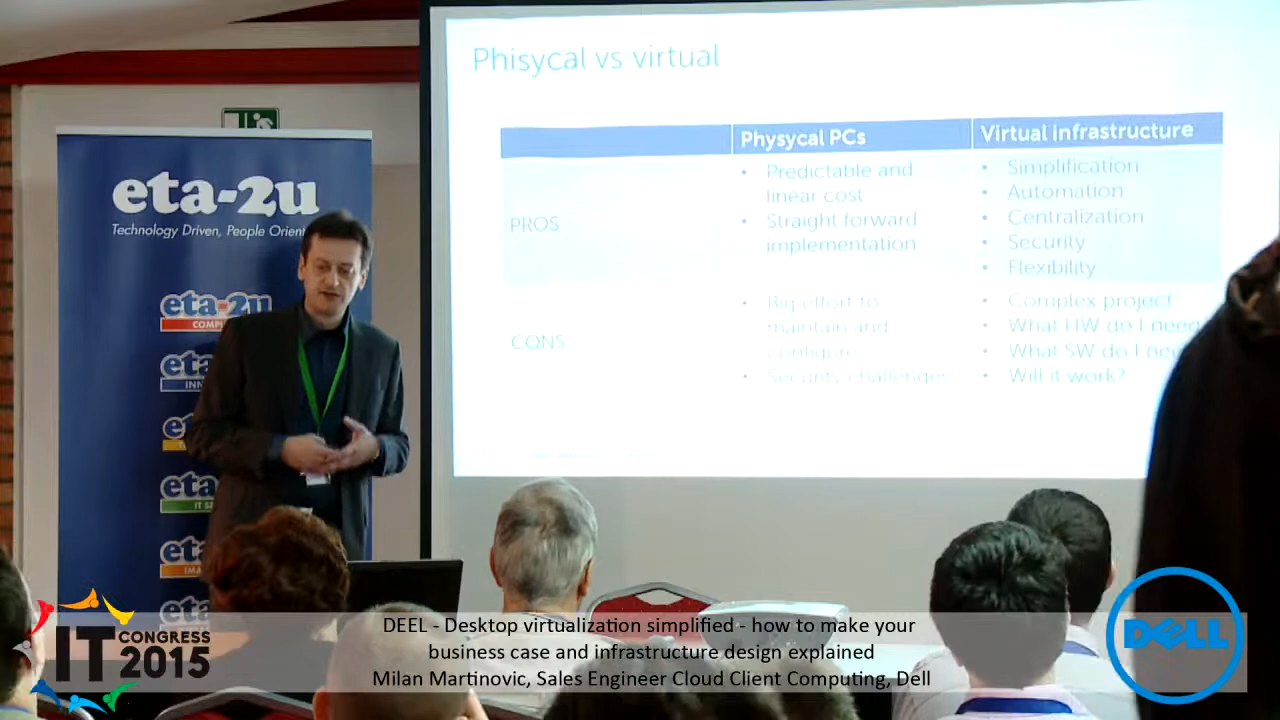 Phisycal vs virtual
Physycal PCs
Virtual infrastructure
PROS
Predictable and
linear cost
Straight forward
implementation
Simplification
Automation
Centralization
Security
Flexibility
CONS
Big effort to
maintain and
configure
Security challenges
Complex project
What HW do I need
What SW do I
Will it work?
eta-2u
Technology Driven, People
eta-2u
eta
eta
eta
eta
IT CONGRESS
2015
DEEL - Desktop virtualization simplified - how to make your
business case and infrastructure design explained
Milan Martinovic, Sales Engineer Cloud Client Computing, Dell
DELL